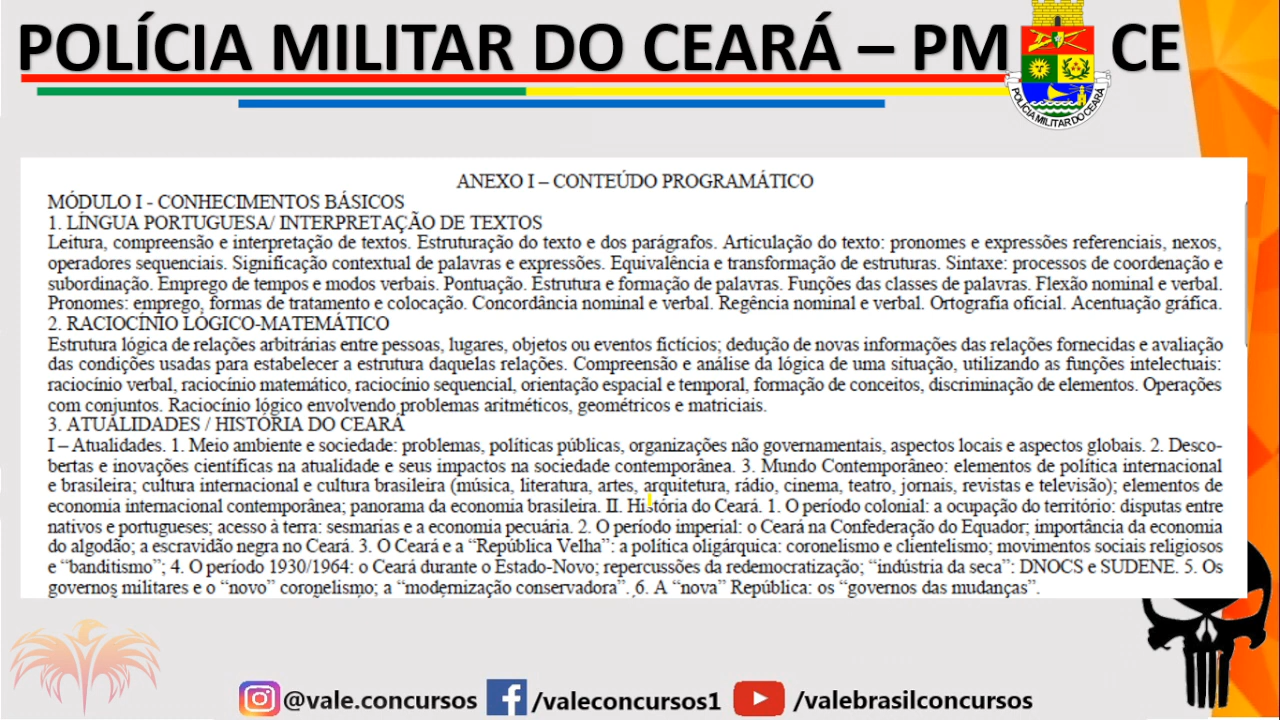 POLÍCIA MILITAR DO CEARÁ – PM CE
POLÍCIA MILITAR DO CEARÁ
ANEXO I – CONTEÚDO PROGRAMÁTICO
MÓDULO I - CONHECIMENTOS BÁSICOS
1. LÍNGUA PORTUGUESA/ INTERPRETAÇÃO DE TEXTOS
Leitura, compreensão e interpretação de textos. Estruturação do texto e dos parágrafos. Articulação do texto: pronomes e expressões referenciais, nexos,
operadores sequenciais. Significação contextual de palavras e expressões. Equivalência e transformação de estruturas. Sintaxe: processos de coordenação e
subordinação. Emprego de tempos e modos verbais. Pontuação. Estrutura e formação de palavras. Funções das classes de palavras. Flexão nominal e verbal.
Pronomes: emprego, formas de tratamento e colocação. Concordância nominal e verbal. Regência nominal e verbal. Ortografia oficial. Acentuação gráfica.
2. RACIOCÍNIO LÓGICO-MATEMÁTICO
Estrutura lógica de relações arbitrárias entre pessoas, lugares, objetos ou eventos fictícios; dedução de novas informações das relações fornecidas e avaliação
das condições usadas para estabelecer a estrutura daquelas relações. Compreensão e análise da lógica de uma situação, utilizando as funções intelectuais:
raciocínio verbal, raciocínio matemático, raciocínio sequencial, orientação espacial e temporal, formação de conceitos, discriminação de elementos. Operações
com conjuntos. Raciocínio lógico envolvendo problemas aritméticos, geométricos e matriciais.
3. ATUALIDADES / HISTÓRIA DO CEARÁ
I – Atualidades. 1. Meio ambiente e sociedade: problemas, políticas públicas, organizações não governamentais, aspectos locais e aspectos globais. 2. Desco-
bertas e inovações científicas na atualidade e seus impactos na sociedade contemporânea. 3. Mundo Contemporâneo: elementos de política internacional
e brasileira; cultura internacional e cultura brasileira (música, literatura, artes, arquitetura, rádio, cinema, teatro, jornais, revistas e televisão); elementos de
economia internacional contemporânea; panorama da economia brasileira. II. História do Ceará. 1. O período colonial: a ocupação do território: disputas entre
nativos e portugueses; acesso à terra: sesmarias e a economia pecuária. 2. O período imperial: o Ceará na Confederação do Equador; importância da economia
do algodão; a escravidão negra no Ceará. 3. O Ceará e a “República Velha”: a política oligárquica: coronelismo e clientelismo; movimentos sociais religiosos
e “banditismo”; 4. O período 1930/1964: o Ceará durante o Estado-Novo; repercussões da redemocratização; “indústria da seca”: DNOCS e SUDENE. 5. Os
governos militares e o “novo” coronelismo; a “modernização conservadora”. 6. A “nova” República: os “governos das mudanças”.
@vale.concursos /valeconcursos1 /valebrasilconcursos